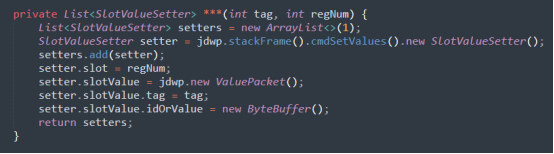 private List<SlotValueSetter> ***(int tag, int regNum) {
List<SlotValueSetter> setters = new ArrayList<>(1);
SlotValueSetter setter = jdwp.stackFrame().cmdSetValues().new SlotValueSetter();
setters.add(setter);
setter.slot = regNum;
setter.slotValue = jdwp.new ValuePacket();
setter.slotValue.tag = tag;
setter.slotValue.idOrValue = new ByteBuffer();
return setters;
}